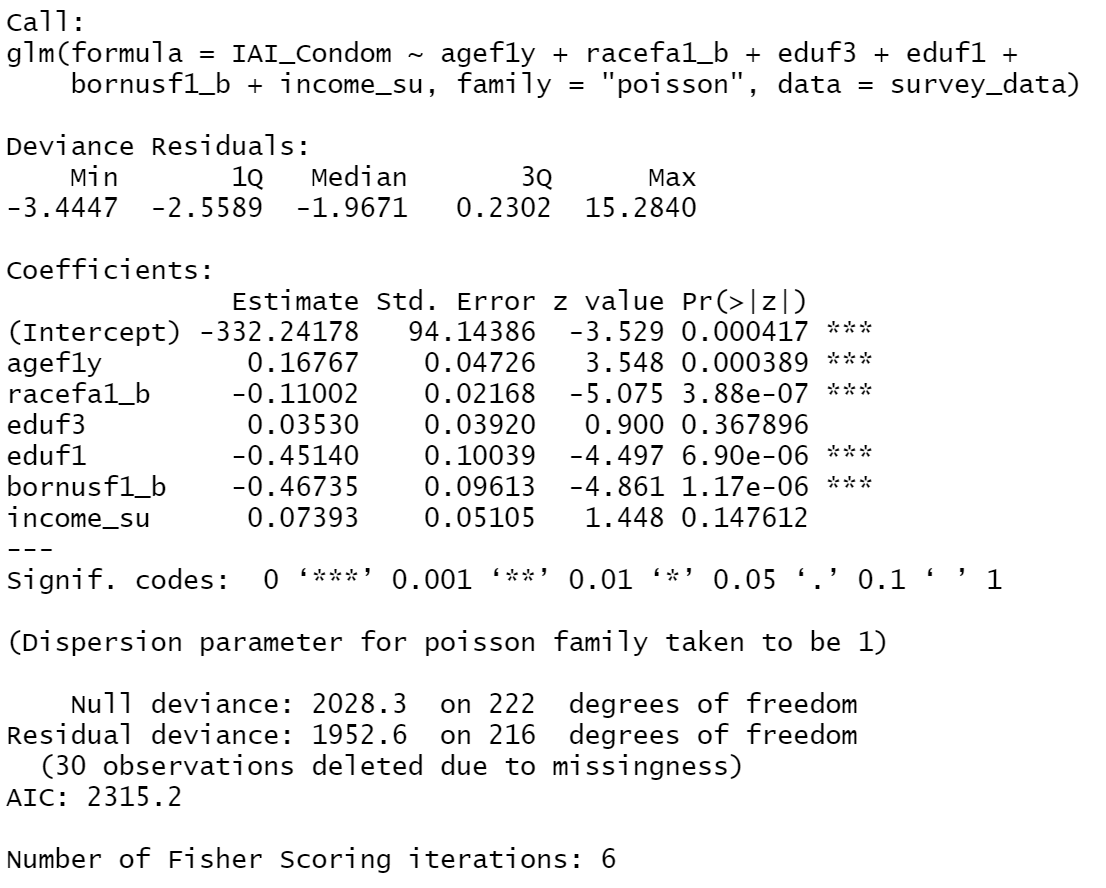 Call:
glm(formula = IAI_Condom ~ agef1y + racefa1_b + eduf3 + eduf1 +
    bornusf1_b + income_su, family = "poisson", data = survey_data)

Deviance Residuals:
    Min       1Q   Median       3Q      Max
-3.4447  -2.5589  -1.9671   0.2302  15.2840

Coefficients:
              Estimate Std. Error z value Pr(>|z|)
(Intercept) -332.24178   94.14386  -3.529 0.000417 ***
agef1y         0.16767    0.04726   3.548 0.000389 ***
racefa1_b     -0.11002    0.02168  -5.075 3.88e-07 ***
eduf3          0.03530    0.03920   0.900 0.367896
eduf1         -0.45140    0.10039  -4.497 6.90e-06 ***
bornusf1_b    -0.46735    0.09613  -4.861 1.17e-06 ***
income_su      0.07393    0.05105   1.448 0.147612
---
Signif. codes:  0 ‘***’ 0.001 ‘**’ 0.01 ‘*’ 0.05 ‘.’ 0.1 ‘ ’ 1

(Dispersion parameter for poisson family taken to be 1)

    Null deviance: 2028.3  on 222  degrees of freedom
Residual deviance: 1952.6  on 216  degrees of freedom
  (30 observations deleted due to missingness)
AIC: 2315.2

Number of Fisher Scoring iterations: 6